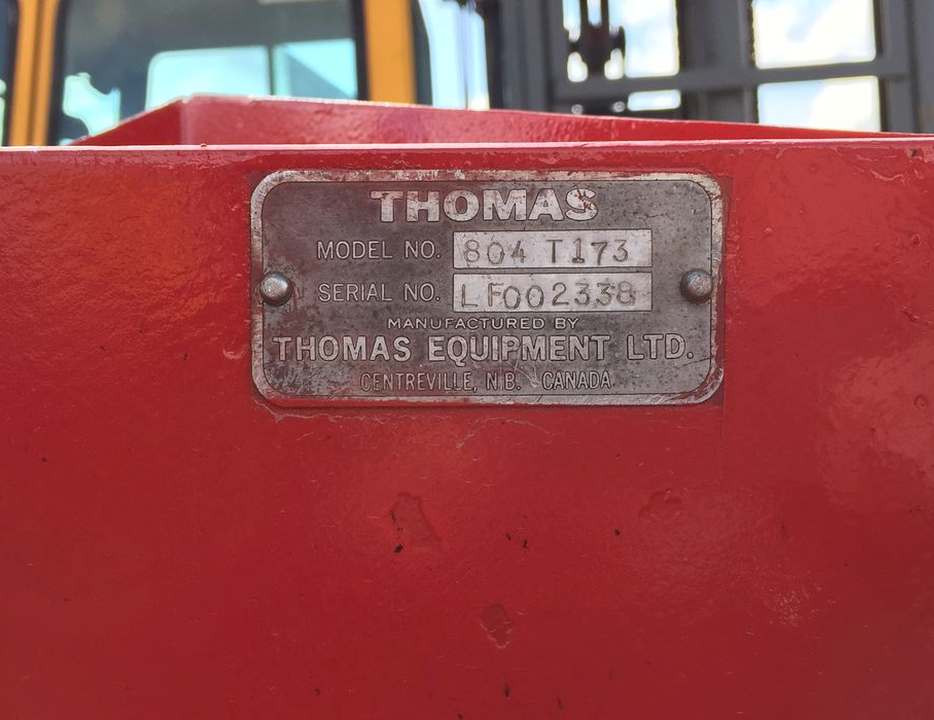 THOMAS
MODEL NO. 804 T173
SERIAL NO. LF002338
MANUFACTURED BY
THOMAS EQUIPMENT LTD.
CENTREVILLE, N.B. CANADA